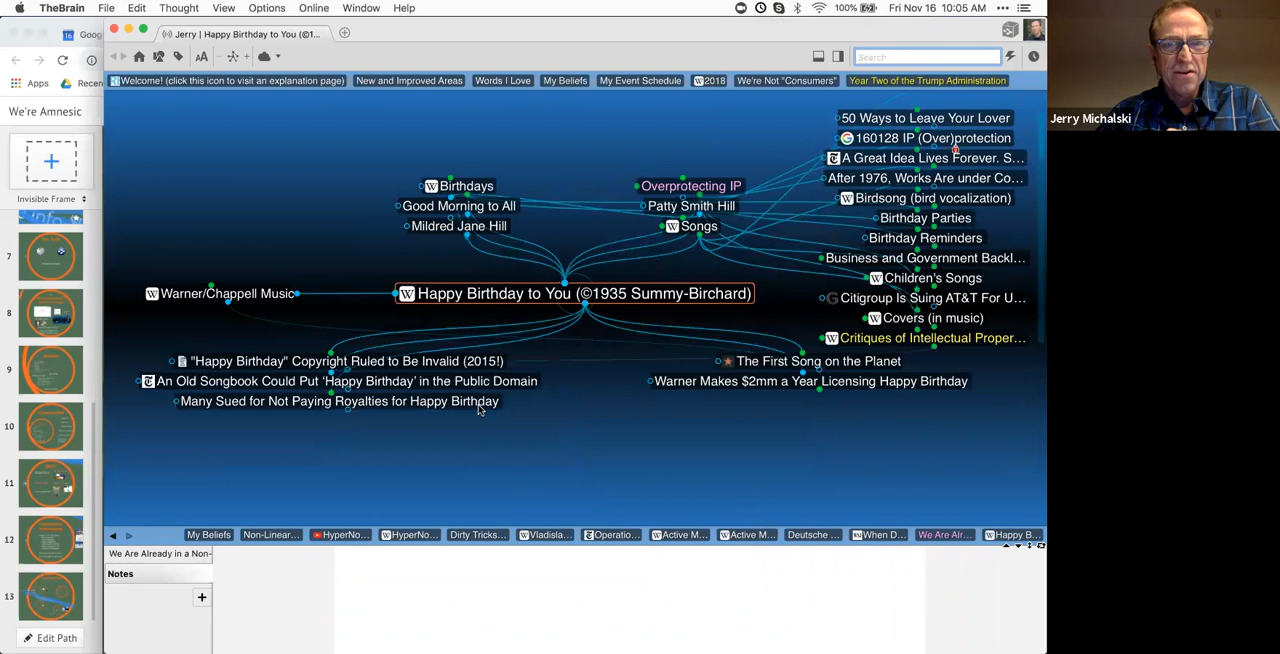 TheBrain File Edit Thought View Options Online Window Help
100% Fri Nov 16 10:05 AM
Goog
Jerry | Happy Birthday to You (©1...
Apps Recen
AA
Search
Welcome! (click this icon to visit an explanation page) New and Improved Areas Words I Love My Beliefs My Event Schedule 2018 We're Not "Consumers" Year Two of the Trump Administration
We're Amnesic
Invisible Frame
7
8
9
10
11
12
13
Edit Path
Birthdays
Good Morning to All
Mildred Jane Hill
Overprotecting IP
Patty Smith Hill
Songs
50 Ways to Leave Your Lover
160128 IP (Over)protection
A Great Idea Lives Forever. S...
After 1976, Works Are under Co...
Birdsong (bird vocalization)
Birthday Parties
Birthday Reminders
Business and Government Backl...
Children's Songs
Citigroup Is Suing AT&T For U...
Covers (in music)
Critiques of Intellectual Proper...
Warner/Chappell Music
Happy Birthday to You (©1935 Summy-Birchard)
"Happy Birthday" Copyright Ruled to Be Invalid (2015!)
An Old Songbook Could Put 'Happy Birthday' in the Public Domain
Many Sued for Not Paying Royalties for Happy Birthday
The First Song on the Planet
Warner Makes $2mm a Year Licensing Happy Birthday
My Beliefs Non-Linear... HyperNo... HyperNo... Dirty Tricks... Vladisla... Operatio... Active M... Active M... Deutsche ... When D... We Are Alr... Happy B...
We Are Already in a Non-
Notes
Jerry Michalski